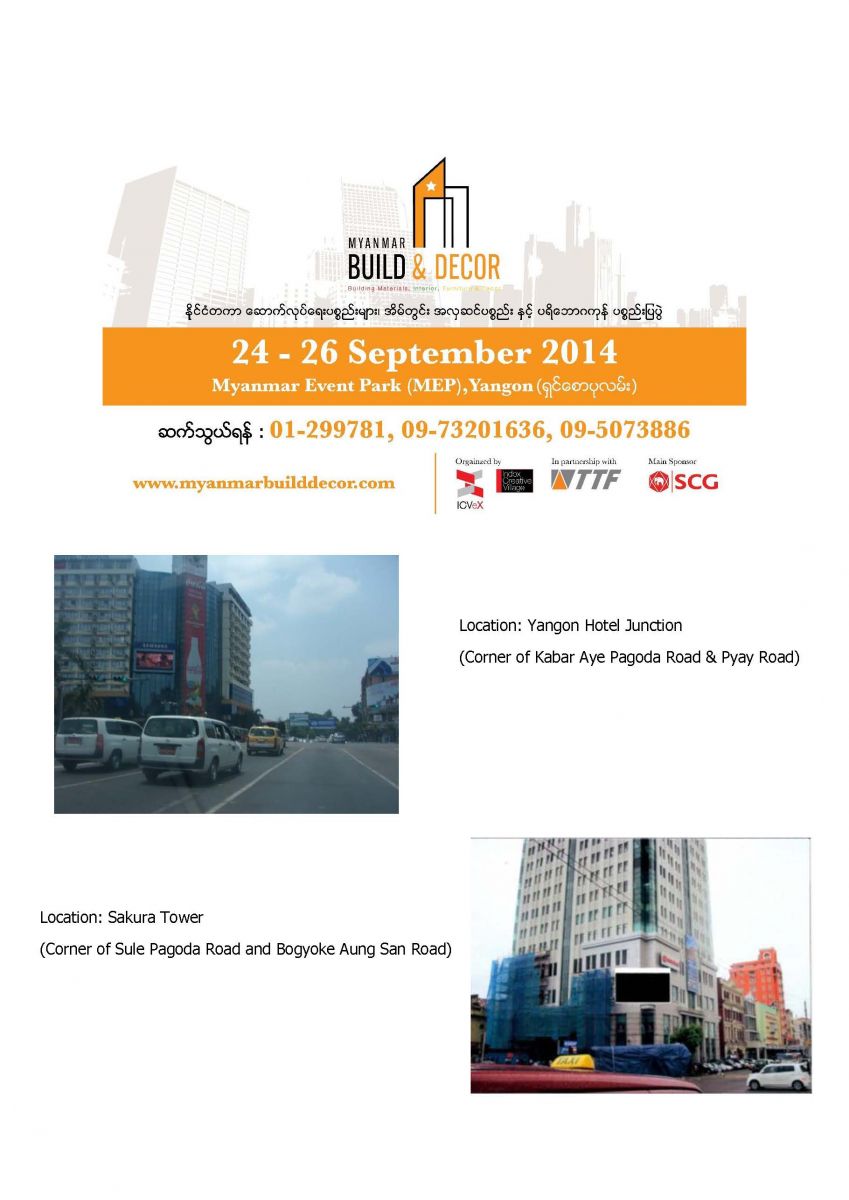 MYANMAR
BUILD & DECOR
Building Materials, Interior, Furniture & Decor
နိုင်ငံတကာ ဆောက်လုပ်ရေးပစ္စည်းများ၊ အိမ်တွင်း အလှဆင်ပစ္စည်း နှင့် ပရိဘောဂကုန် ပစ္စည်းပြပွဲ
24 - 26 September 2014
Myanmar Event Park (MEP),Yangon (ရှင်စောပုလမ်း)
ဆက်သွယ်ရန် : 01-299781, 09-73201636, 09-5073886
www.myanmarbuilddecor.com
Orgainzed by
ICVeX
Index
Creative
Village
In partnership with
TTF
Main Sponsor
SCG
SAMSUNG
Location: Yangon Hotel Junction
(Corner of Kabar Aye Pagoda Road & Pyay Road)
Location: Sakura Tower
(Corner of Sule Pagoda Road and Bogyoke Aung San Road)
TAXI